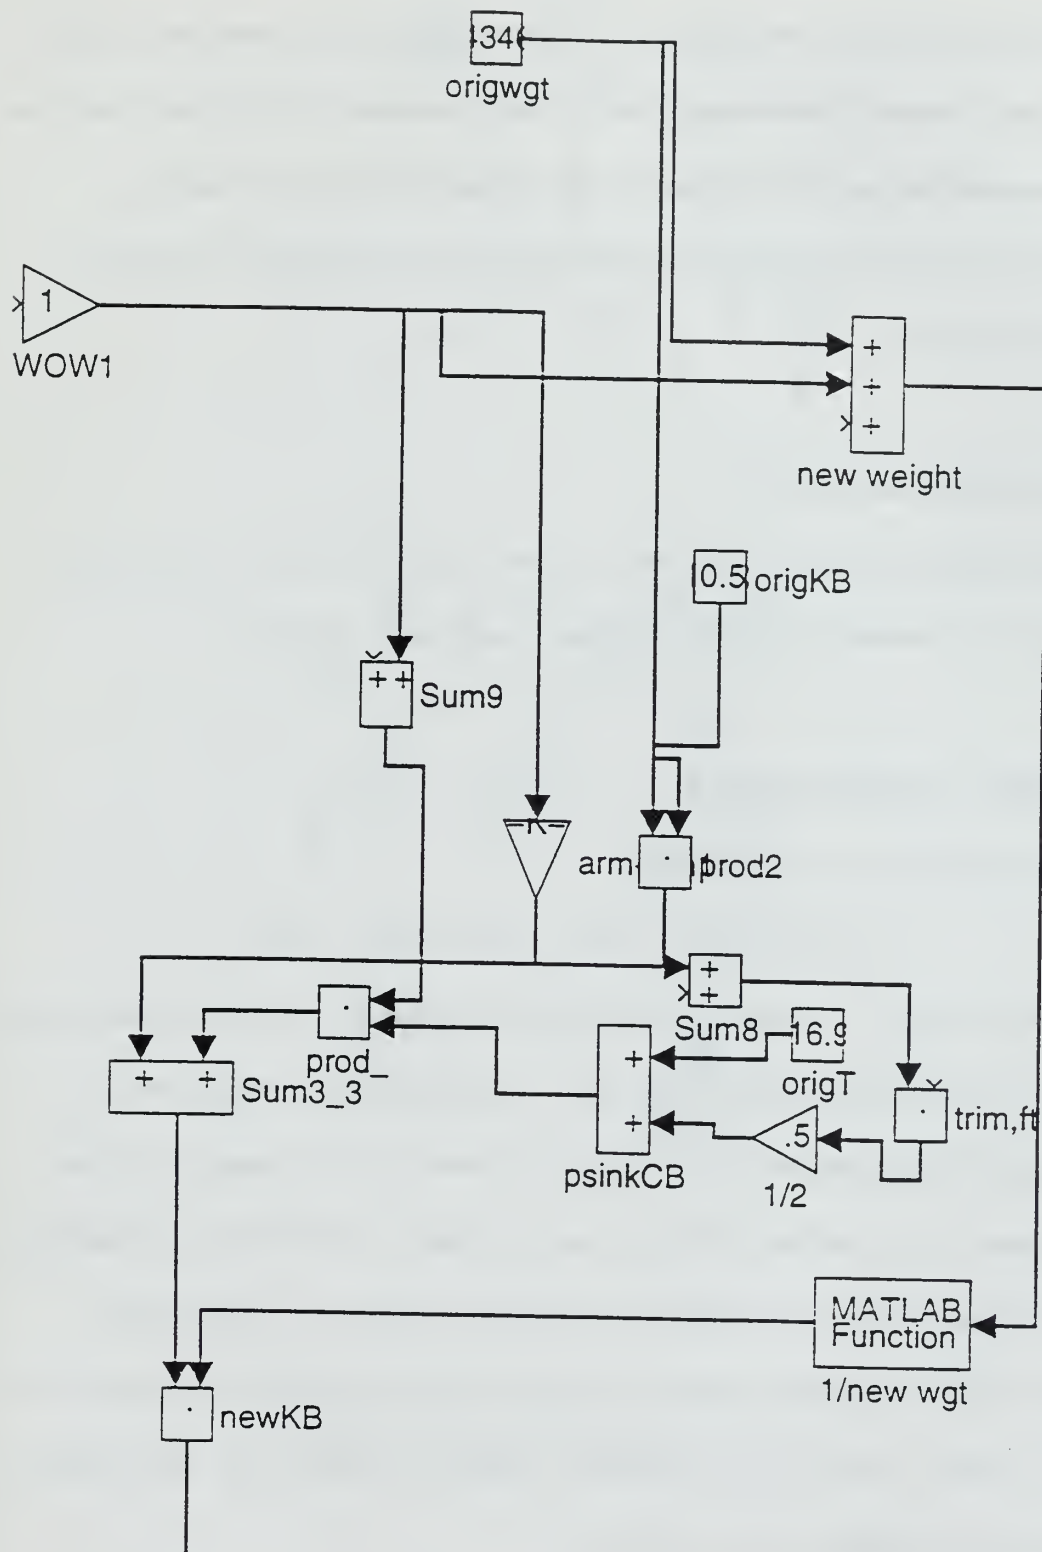 34
origwgt
1
WOW1
+
+
+
new weight
0.5
origKB
+ +
Sum9
-K-
arm
prod2
+
+
Sum8
16.9
origT
prod_
+ +
Sum3_3
+
+
psinkCB
.5
1/2
trim,ft
MATLAB
Function
1/new wgt
newKB